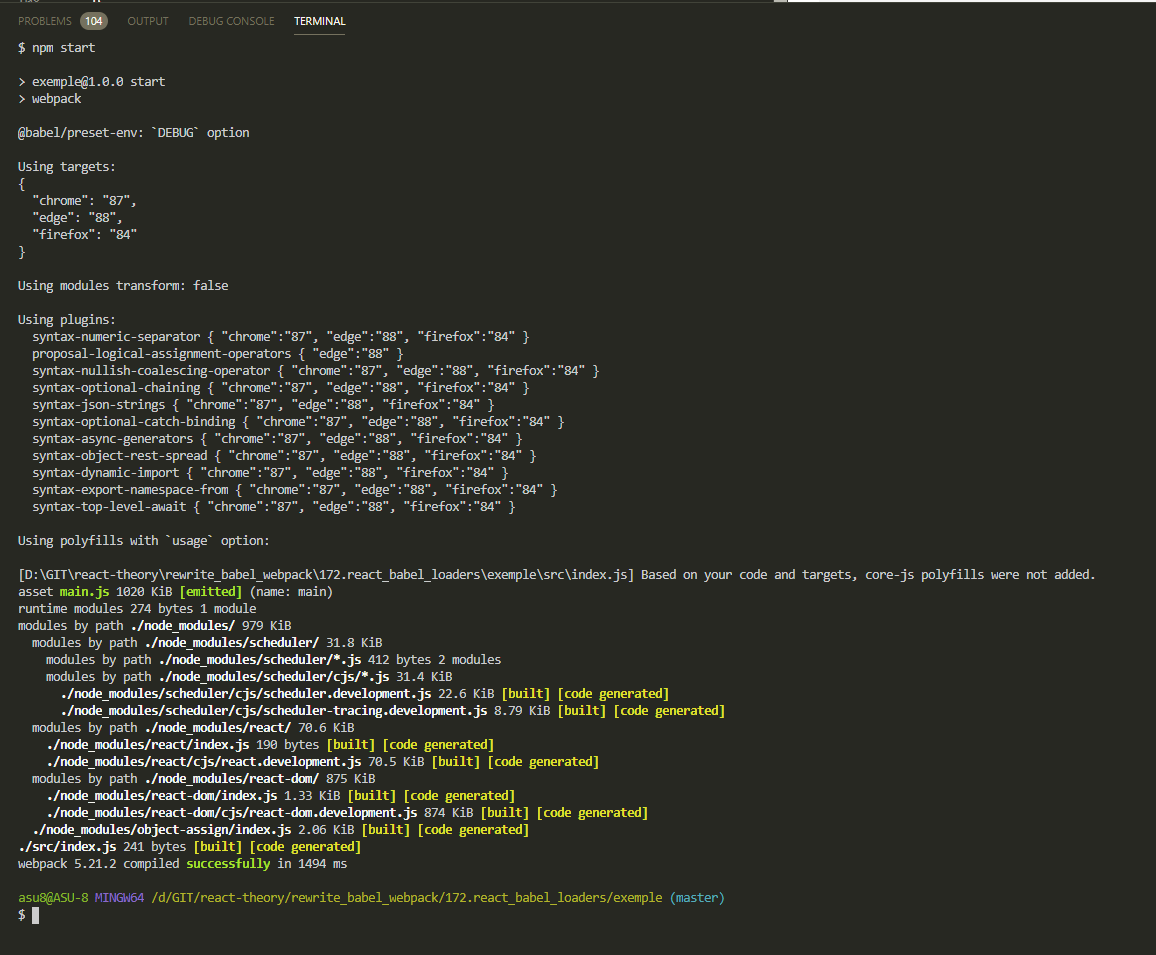 PROBLEMS 104 OUTPUT DEBUG CONSOLE TERMINAL
$ npm start
> exemple@1.0.0 start
> webpack
@babel/preset-env: `DEBUG` option
Using targets:
{
  "chrome": "87",
  "edge": "88",
  "firefox": "84"
}
Using modules transform: false
Using plugins:
  syntax-numeric-separator { "chrome":"87", "edge":"88", "firefox":"84" }
  proposal-logical-assignment-operators { "edge":"88" }
  syntax-nullish-coalescing-operator { "chrome":"87", "edge":"88", "firefox":"84" }
  syntax-optional-chaining { "chrome":"87", "edge":"88", "firefox":"84" }
  syntax-json-strings { "chrome":"87", "edge":"88", "firefox":"84" }
  syntax-optional-catch-binding { "chrome":"87", "edge":"88", "firefox":"84" }
  syntax-async-generators { "chrome":"87", "edge":"88", "firefox":"84" }
  syntax-object-rest-spread { "chrome":"87", "edge":"88", "firefox":"84" }
  syntax-dynamic-import { "chrome":"87", "edge":"88", "firefox":"84" }
  syntax-export-namespace-from { "chrome":"87", "edge":"88", "firefox":"84" }
  syntax-top-level-await { "chrome":"87", "edge":"88", "firefox":"84" }
Using polyfills with `usage` option:
[D:\GIT\react-theory\rewrite_babel_webpack\172.react_babel_loaders\exemple\src\index.js] Based on your code and targets, core-js polyfills were not added.
asset main.js 1020 KiB [emitted] (name: main)
runtime modules 274 bytes 1 module
modules by path ./node_modules/ 979 KiB
  modules by path ./node_modules/scheduler/ 31.8 KiB
    modules by path ./node_modules/scheduler/*.js 412 bytes 2 modules
    modules by path ./node_modules/scheduler/cjs/*.js 31.4 KiB
      ./node_modules/scheduler/cjs/scheduler.development.js 22.6 KiB [built] [code generated]
      ./node_modules/scheduler/cjs/scheduler-tracing.development.js 8.79 KiB [built] [code generated]
  modules by path ./node_modules/react/ 70.6 KiB
    ./node_modules/react/index.js 190 bytes [built] [code generated]
    ./node_modules/react/cjs/react.development.js 70.5 KiB [built] [code generated]
  modules by path ./node_modules/react-dom/ 875 KiB
    ./node_modules/react-dom/index.js 1.33 KiB [built] [code generated]
    ./node_modules/react-dom/cjs/react-dom.development.js 874 KiB [built] [code generated]
  ./node_modules/object-assign/index.js 2.06 KiB [built] [code generated]
./src/index.js 241 bytes [built] [code generated]
webpack 5.21.2 compiled successfully in 1494 ms
asu8@ASU-8 MINGW64 /d/GIT/react-theory/rewrite_babel_webpack/172.react_babel_loaders/exemple (master)
$